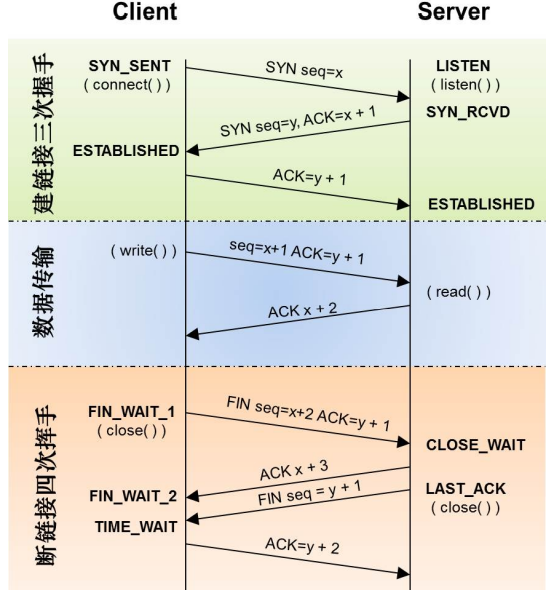 Client
Server
建链接三次握手
SYN_SENT
( connect( ) )
SYN seq=x
LISTEN
( listen( ) )
SYN_RCVD
SYN seq=y, ACK=x + 1
ESTABLISHED
ACK=y + 1
ESTABLISHED
数据传输
( write( ) )
seq=x+1 ACK=y + 1
( read( ) )
ACK x + 2
断链接四次挥手
FIN_WAIT_1
( close( ) )
FIN seq=x+2 ACK=y + 1
CLOSE_WAIT
ACK x + 3
FIN_WAIT_2
FIN seq = y + 1
LAST_ACK
( close( ) )
TIME_WAIT
ACK=y + 2